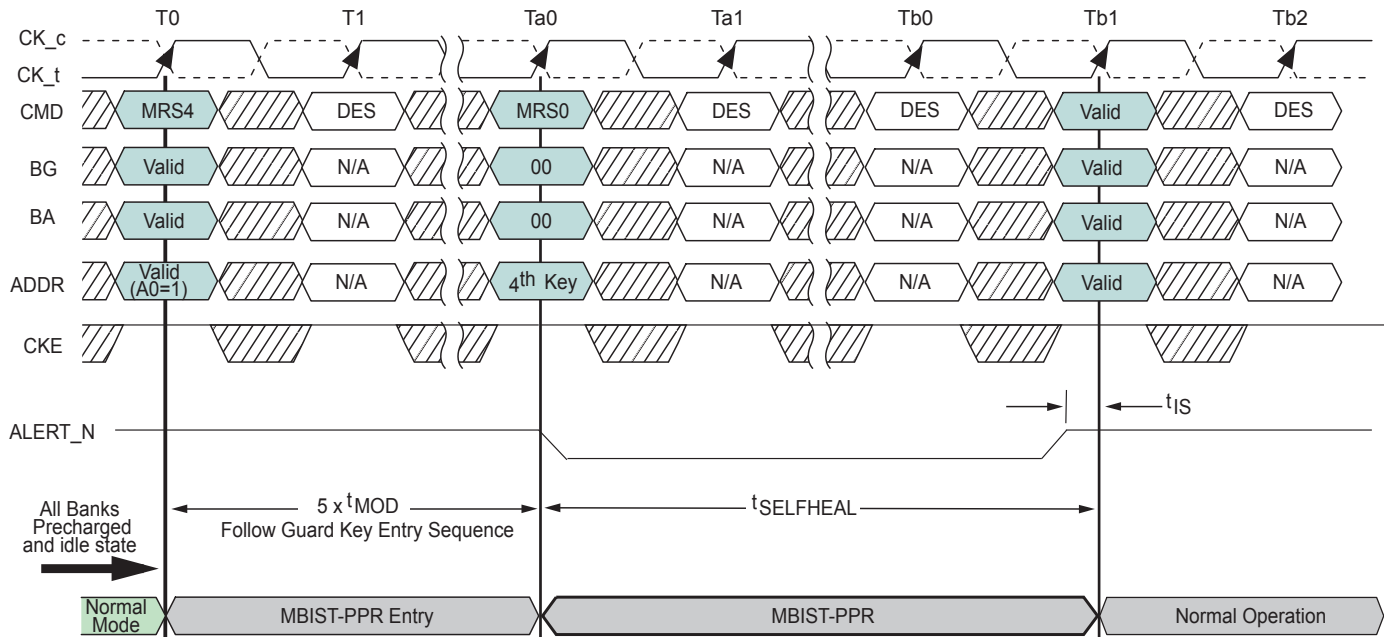 T0 T1 Ta0 Ta1 Tb0 Tb1 Tb2
CK_c
CK_t
CMD MRS4 DES MRS0 DES DES Valid DES
BG Valid N/A 00 N/A N/A Valid N/A
BA Valid N/A 00 N/A N/A Valid N/A
ADDR Valid (A0=1) N/A 4th Key N/A N/A Valid N/A
CKE
tIS
ALERT_N
All Banks
Precharged
and idle state
5 x tMOD
Follow Guard Key Entry Sequence
tSELFHEAL
Normal
Mode
MBIST-PPR Entry
MBIST-PPR
Normal Operation